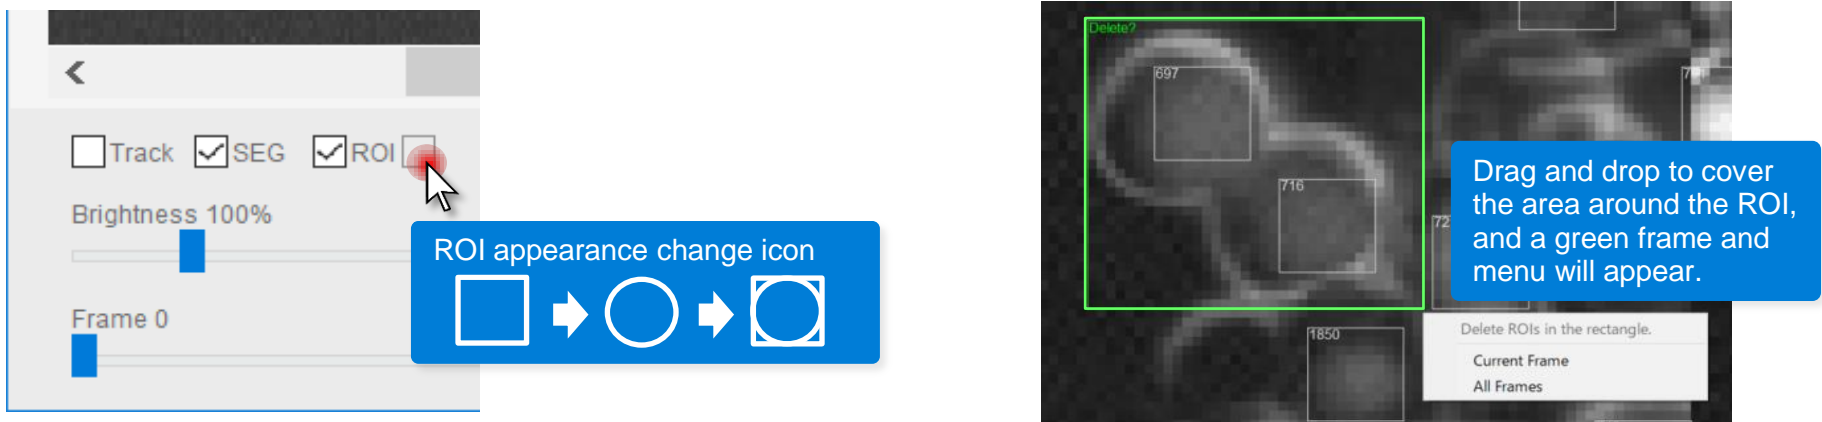 Track SEG ROI
Brightness 100%
Frame 0
ROI appearance change icon
Delete?
697
716
1850
Drag and drop to cover
the area around the ROI,
and a green frame and
menu will appear.
Delete ROIs in the rectangle.
Current Frame
All Frames